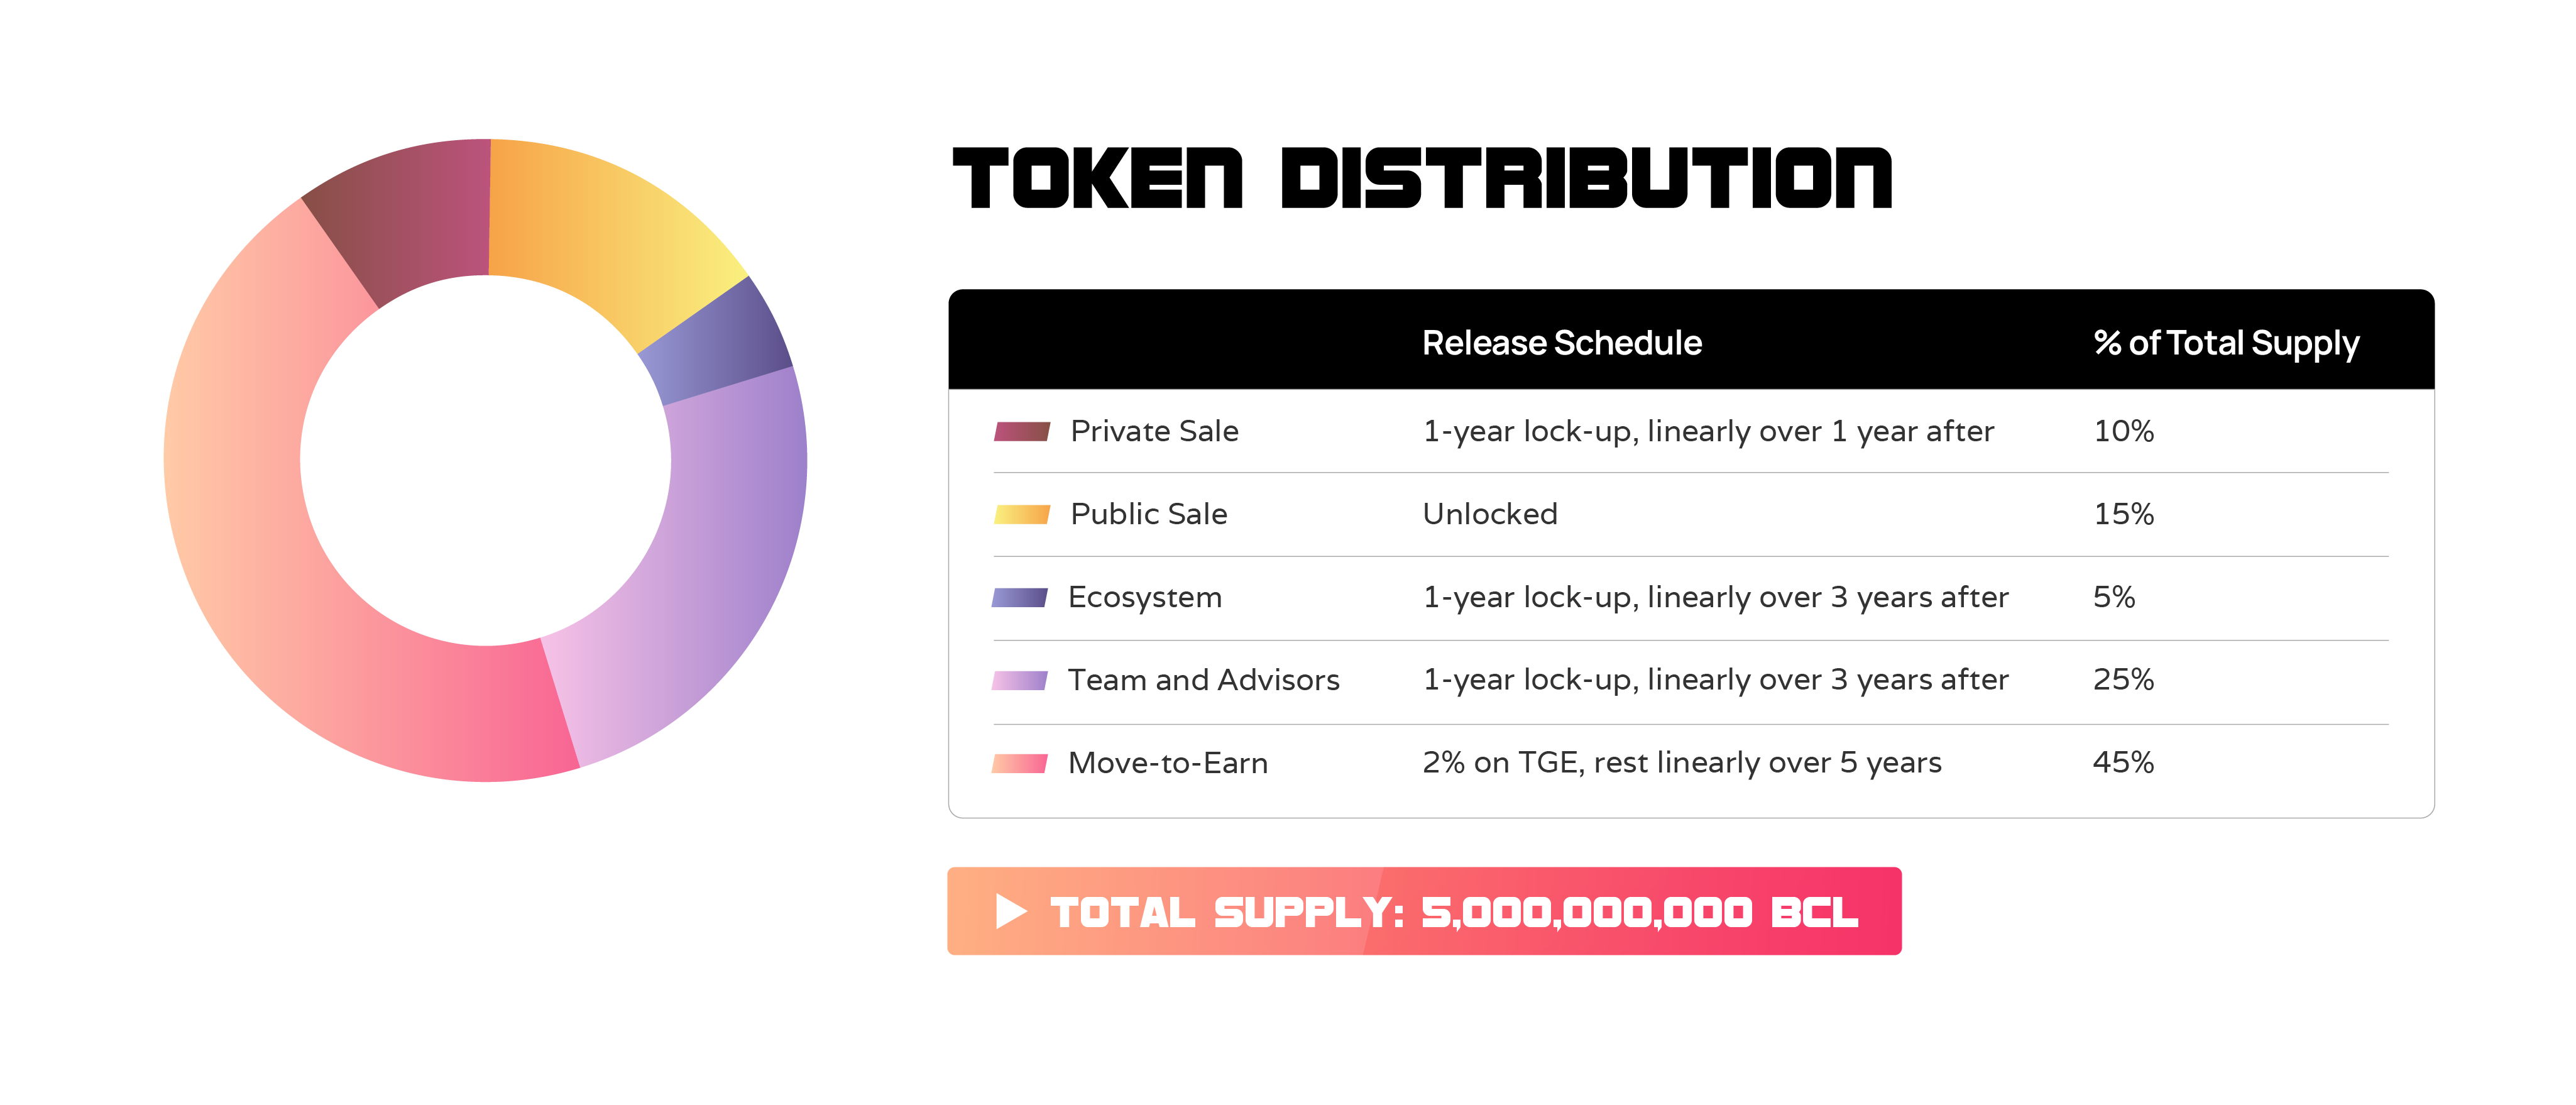 TOKEN DISTRIBUTION
Release Schedule % of Total Supply
Private Sale 1-year lock-up, linearly over 1 year after 10%
Public Sale Unlocked 15%
Ecosystem 1-year lock-up, linearly over 3 years after 5%
Team and Advisors 1-year lock-up, linearly over 3 years after 25%
Move-to-Earn 2% on TGE, rest linearly over 5 years 45%
TOTAL SUPPLY: 5,000,000,000 BCL